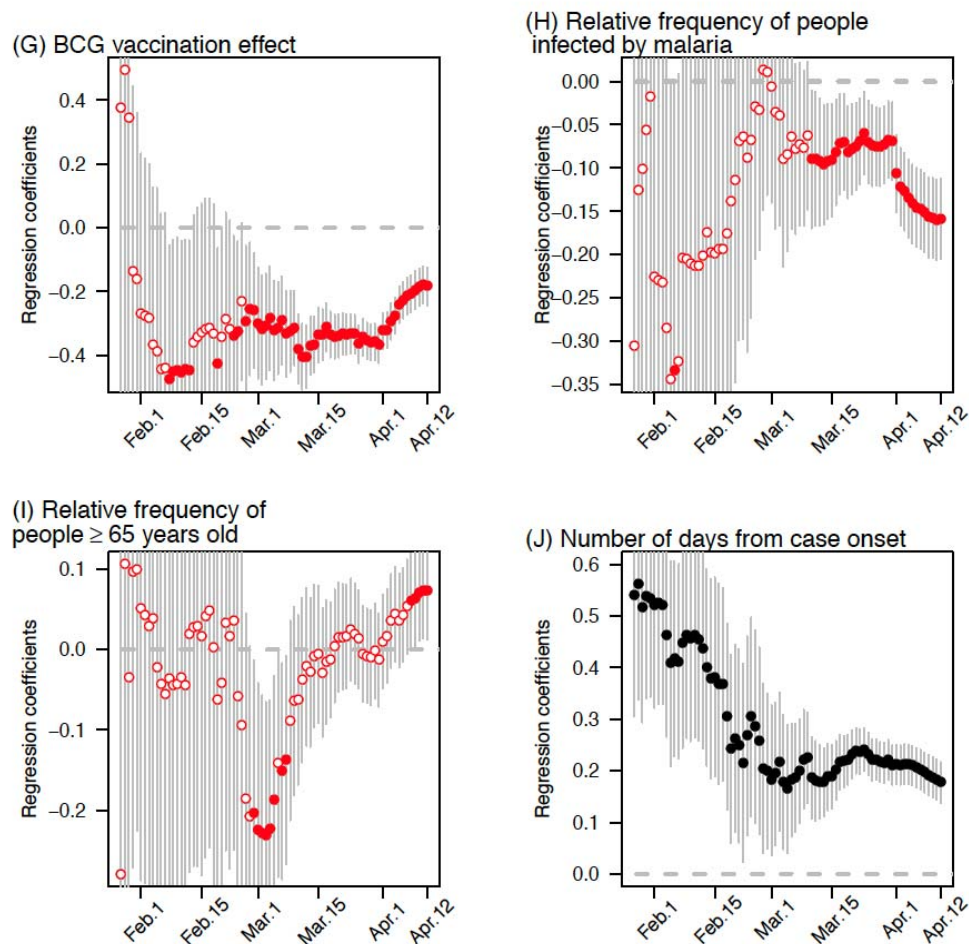 (G) BCG vaccination effect
Regression coefficients
0.4
0.2
0.0
−0.2
−0.4
Feb.1
Feb.15
Mar.1
Mar.15
Apr.1
Apr.12
(H) Relative frequency of people
infected by malaria
Regression coefficients
0.00
−0.05
−0.10
−0.15
−0.20
−0.25
−0.30
−0.35
Feb.1
Feb.15
Mar.1
Mar.15
Apr.1
Apr.12
(I) Relative frequency of
people ≥ 65 years old
Regression coefficients
0.1
0.0
−0.1
−0.2
Feb.1
Feb.15
Mar.1
Mar.15
Apr.1
Apr.12
(J) Number of days from case onset
Regression coefficients
0.6
0.5
0.4
0.3
0.2
0.1
0.0
Feb.1
Feb.15
Mar.1
Mar.15
Apr.1
Apr.12